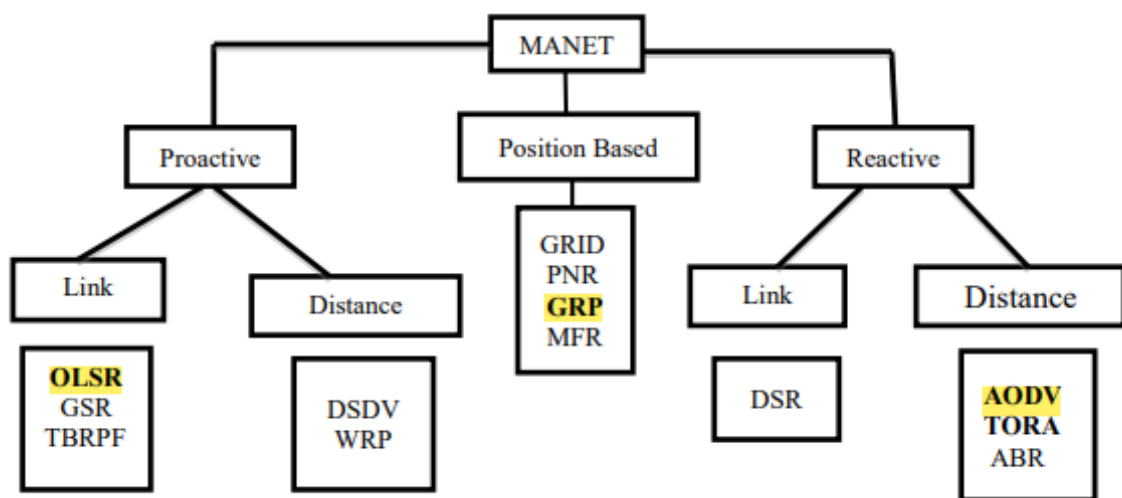 MANET
Proactive
Position Based
Reactive
Link
Distance
GRID
PNR
GRP
MFR
Link
Distance
OLSR
GSR
TBRPF
DSDV
WRP
DSR
AODV
TORA
ABR